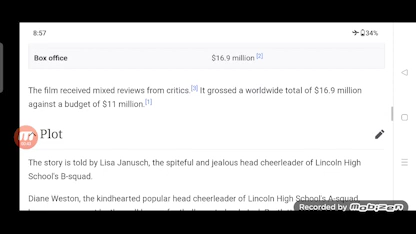 8:57
34%
Box office $16.9 million [2]
The film received mixed reviews from critics.[3] It grossed a worldwide total of $16.9 million
against a budget of $11 million.[1]
Plot
The story is told by Lisa Janusch, the spiteful and jealous head cheerleader of Lincoln High
School's B-squad.
Diane Weston, the kindhearted popular head cheerleader of Lincoln High School's A-squad,
Recorded by Mobizen